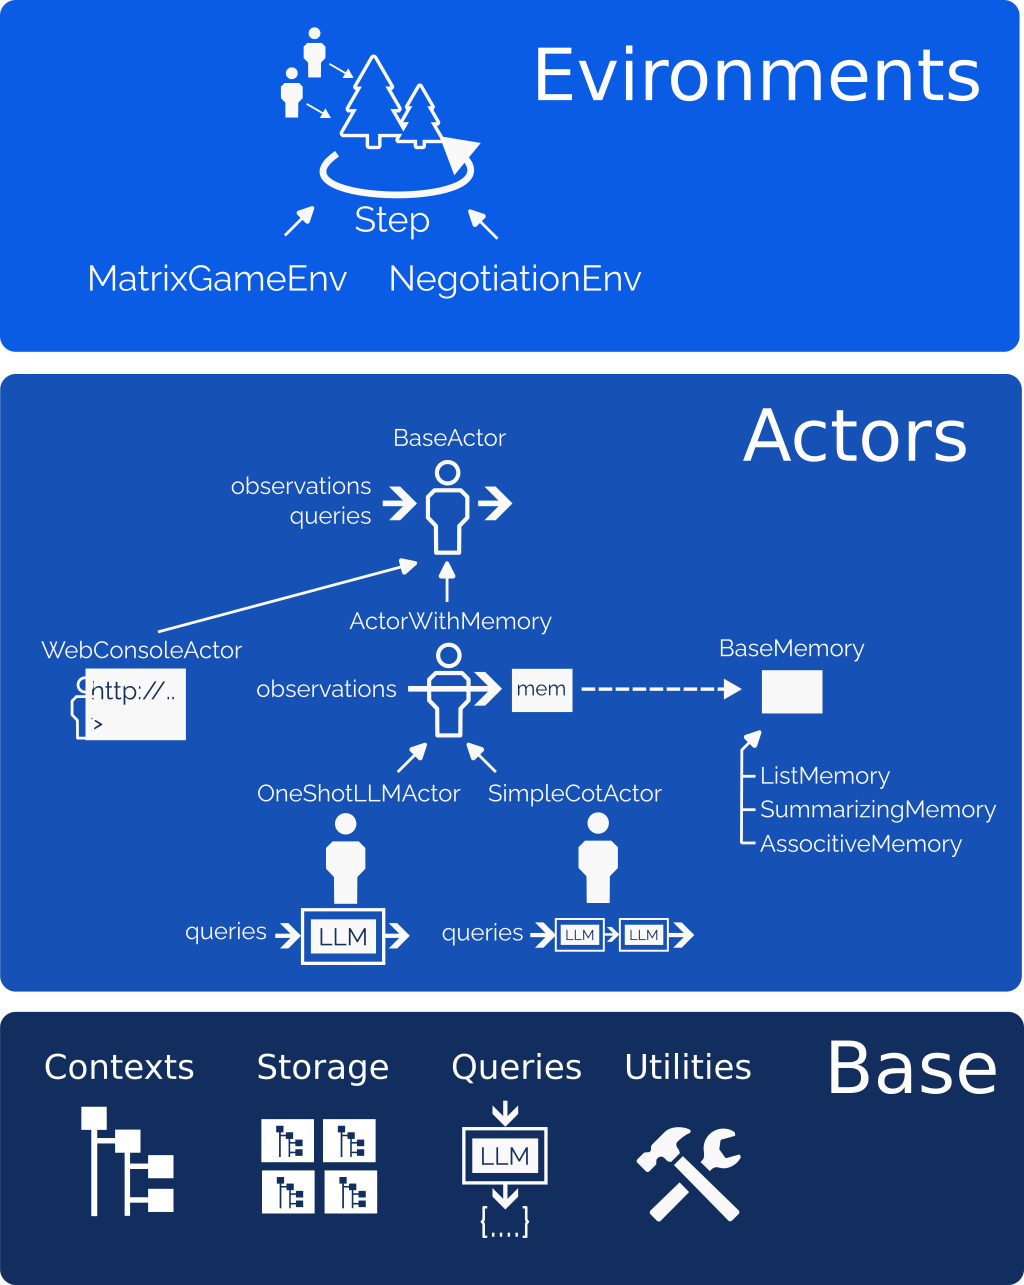 Evironments
Step
MatrixGameEnv NegotiationEnv
Actors
BaseActor
observations
queries
ActorWithMemory
WebConsoleActor
BaseMemory
http://..
>
observations
mem
OneShotLLMActor SimpleCotActor
ListMemory
SummarizingMemory
AssocitiveMemory
queries
LLM
queries
LLM
LLM
Base
Contexts Storage Queries Utilities
LLM
{....}